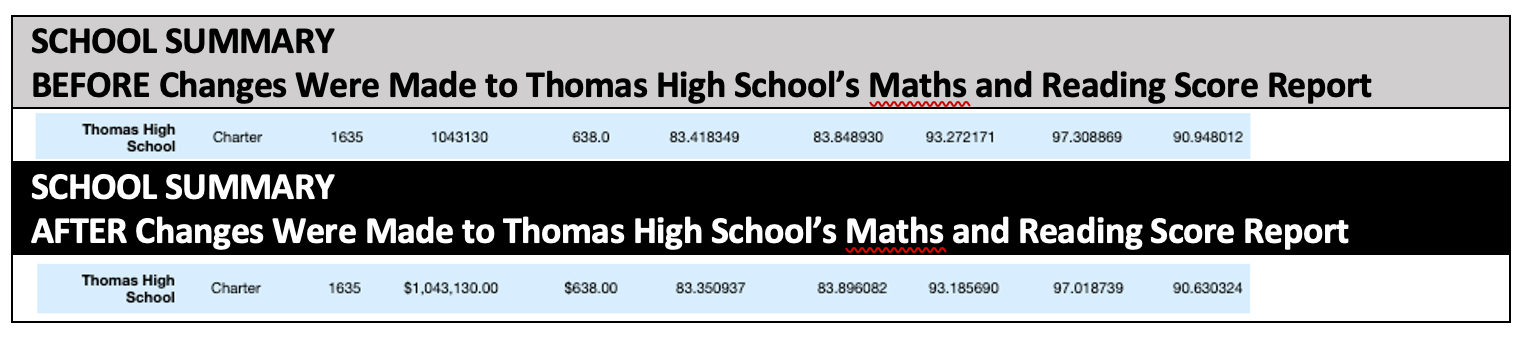 SCHOOL SUMMARY
BEFORE Changes Were Made to Thomas High School’s Maths and Reading Score Report
Thomas High School Charter 1635 1043130 638.0 83.418349 83.848930 93.272171 97.308869 90.948012
SCHOOL SUMMARY
AFTER Changes Were Made to Thomas High School’s Maths and Reading Score Report
Thomas High School Charter 1635 $1,043,130.00 $638.00 83.350937 83.896082 93.185690 97.018739 90.630324